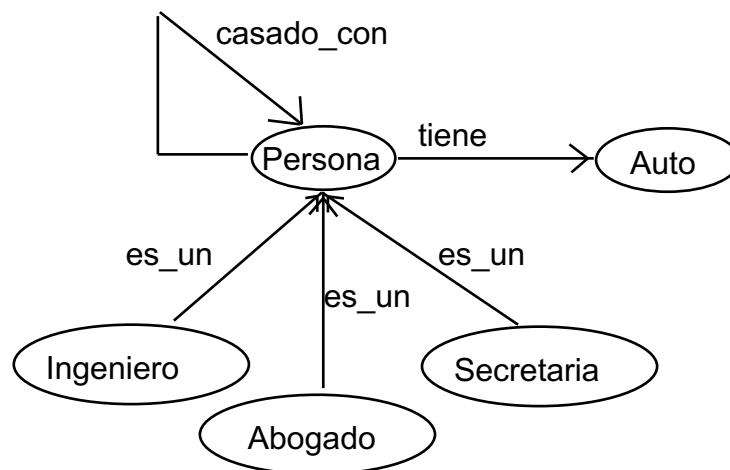 casado_con
tiene
Persona
Auto
es_un
es_un
es_un
Ingeniero
Secretaria
Abogado